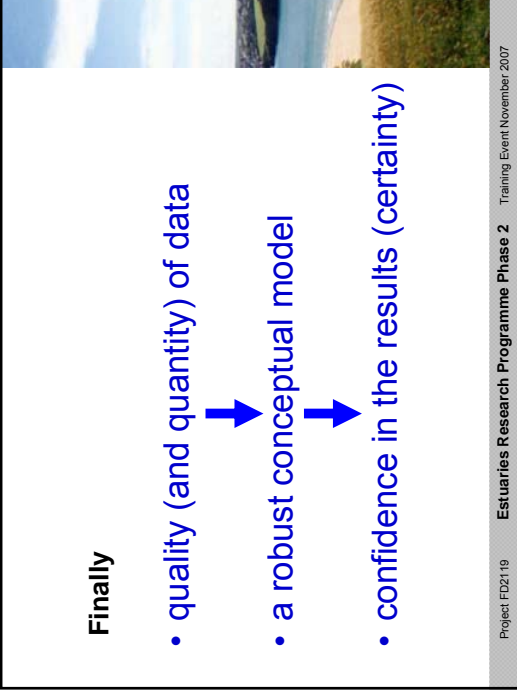 Finally
• quality (and quantity) of data
• a robust conceptual model
• confidence in the results (certainty)
Project FD2119 Estuaries Research Programme Phase 2 Training Event November 2007